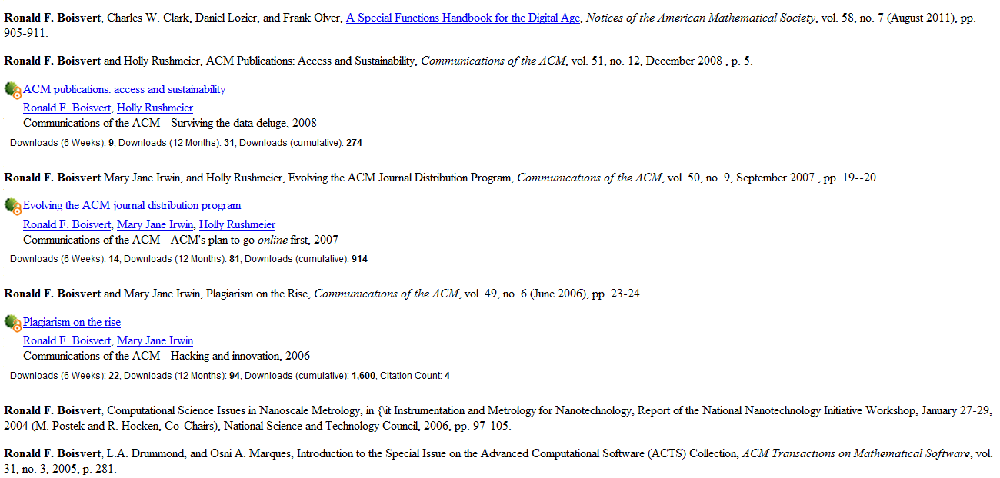 Ronald F. Boisvert, Charles W. Clark, Daniel Lozier, and Frank Olver, A Special Functions Handbook for the Digital Age, Notices of the American Mathematical Society, vol. 58, no. 7 (August 2011), pp.
905-911.
Ronald F. Boisvert and Holly Rushmeier, ACM Publications: Access and Sustainability, Communications of the ACM, vol. 51, no. 12, December 2008 , p. 5.
ACM publications: access and sustainability
Ronald F. Boisvert, Holly Rushmeier
Communications of the ACM - Surviving the data deluge, 2008
Downloads (6 Weeks): 9, Downloads (12 Months): 31, Downloads (cumulative): 274
Ronald F. Boisvert Mary Jane Irwin, and Holly Rushmeier, Evolving the ACM Journal Distribution Program, Communications of the ACM, vol. 50, no. 9, September 2007 , pp. 19--20.
Evolving the ACM journal distribution program
Ronald F. Boisvert, Mary Jane Irwin, Holly Rushmeier
Communications of the ACM - ACM's plan to go online first, 2007
Downloads (6 Weeks): 14, Downloads (12 Months): 81, Downloads (cumulative): 914
Ronald F. Boisvert and Mary Jane Irwin, Plagiarism on the Rise, Communications of the ACM, vol. 49, no. 6 (June 2006), pp. 23-24.
Plagiarism on the rise
Ronald F. Boisvert, Mary Jane Irwin
Communications of the ACM - Hacking and innovation, 2006
Downloads (6 Weeks): 22, Downloads (12 Months): 94, Downloads (cumulative): 1,600, Citation Count: 4
Ronald F. Boisvert, Computational Science Issues in Nanoscale Metrology, in {\it Instrumentation and Metrology for Nanotechnology, Report of the National Nanotechnology Initiative Workshop, January 27-29,
2004 (M. Postek and R. Hocken, Co-Chairs), National Science and Technology Council, 2006, pp. 97-105.
Ronald F. Boisvert, L.A. Drummond, and Osni A. Marques, Introduction to the Special Issue on the Advanced Computational Software (ACTS) Collection, ACM Transactions on Mathematical Software, vol.
31, no. 3, 2005, p. 281.